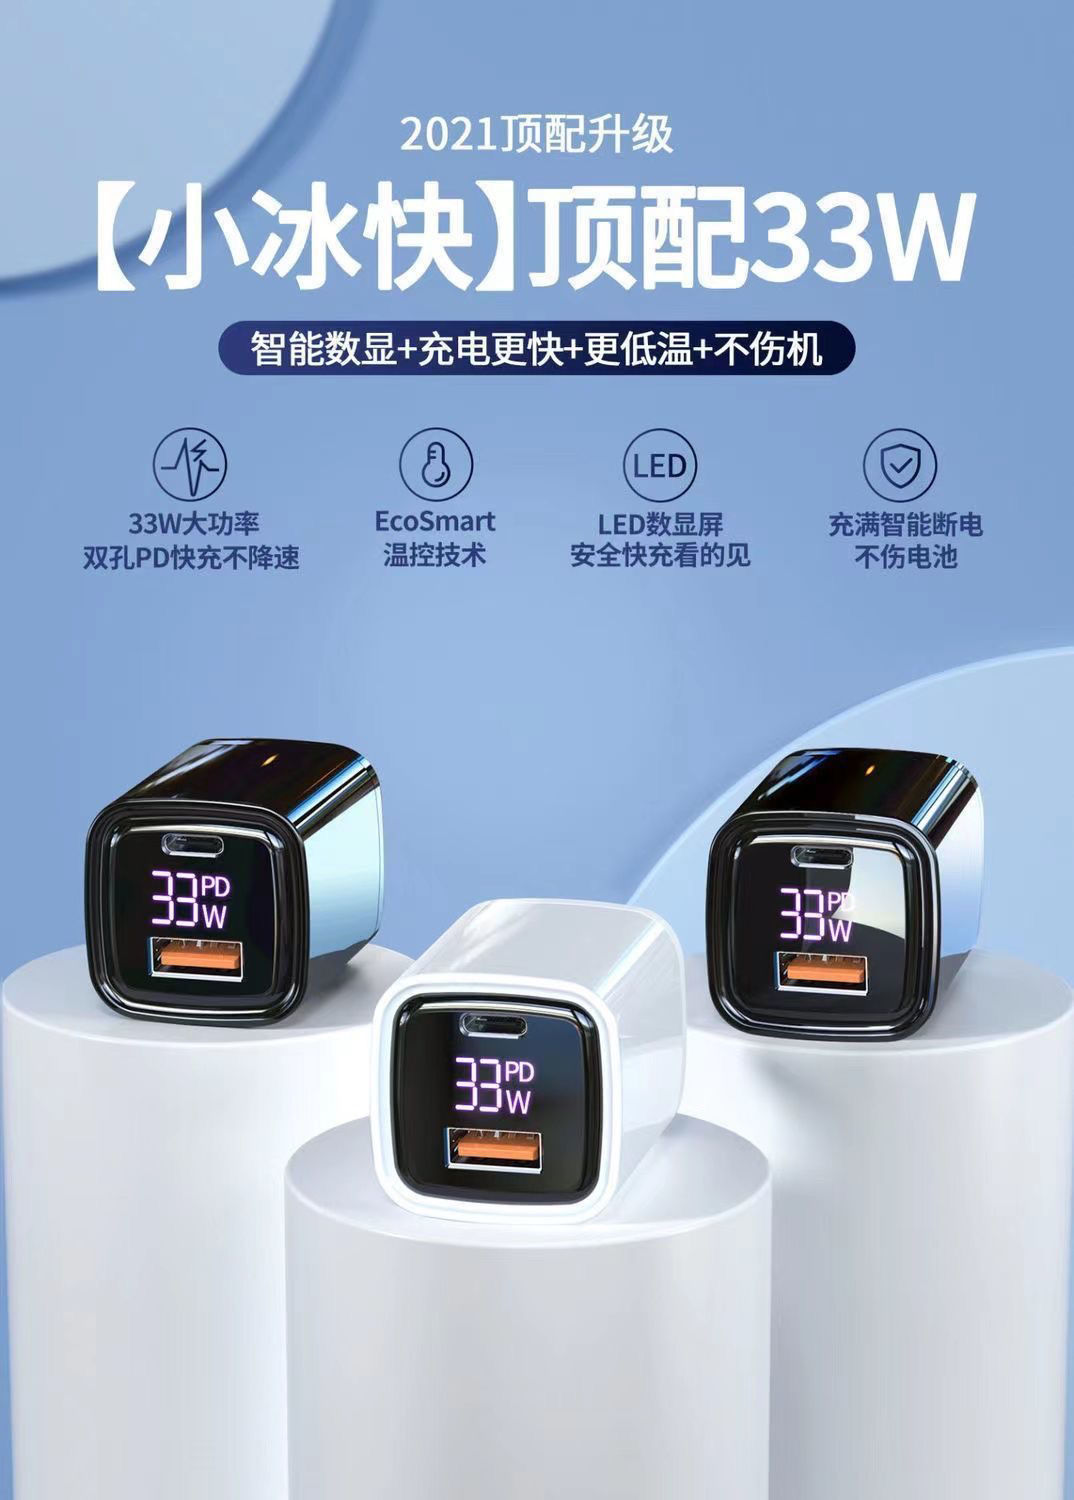 2021顶配升级
【小冰快】顶配33W
智能数显+充电更快+更低温+不伤机
LED
33W大功率
双孔PD快充不降速
EcoSmart
温控技术
LED数显屏
安全快充看的见
充满智能断电
不伤电池
33PD
W
33PD
W
33PD
W